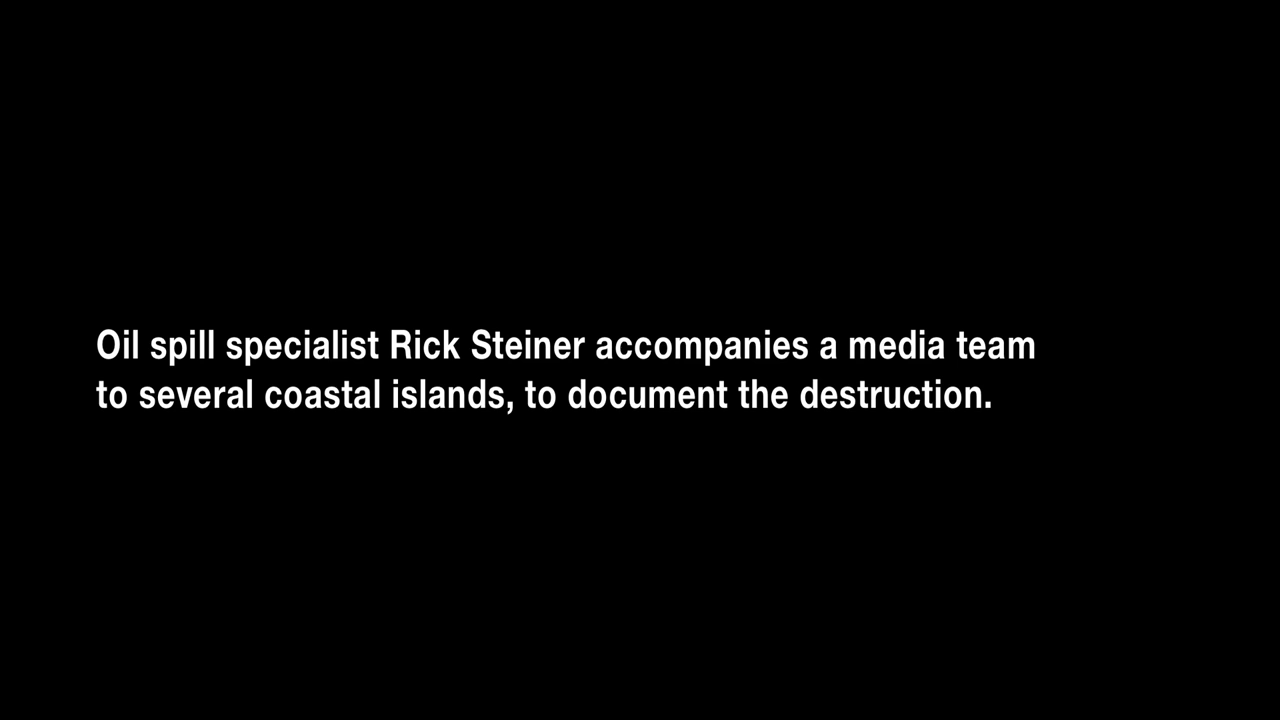 Oil spill specialist Rick Steiner accompanies a media team
to several coastal islands, to document the destruction.